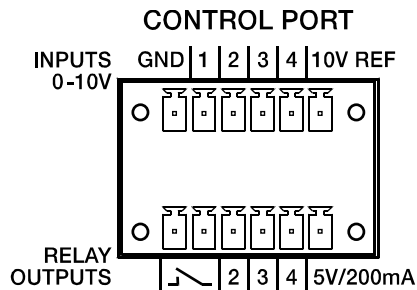 CONTROL PORT
INPUTS 0-10V GND 1 2 3 4 10V REF
RELAY OUTPUTS 2 3 4 5V/200mA